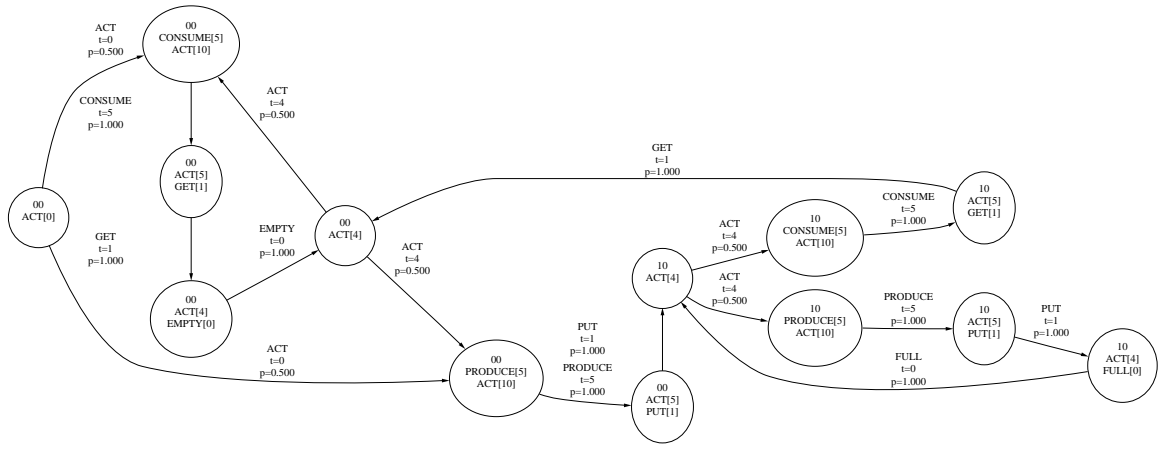 ACT
t=0
p=0.500
00
CONSUME[5]
ACT[10]
CONSUME
t=5
p=1.000
ACT
t=4
p=0.500
00
ACT[5]
GET[1]
00
ACT[0]
GET
t=1
p=1.000
EMPTY
t=0
p=1.000
00
ACT[4]
00
ACT[4]
EMPTY[0]
ACT
t=4
p=0.500
ACT
t=0
p=0.500
00
PRODUCE[5]
ACT[10]
PUT
t=1
p=1.000
PRODUCE
t=5
p=1.000
00
ACT[5]
PUT[1]
GET
t=1
p=1.000
10
ACT[4]
ACT
t=4
p=0.500
10
CONSUME[5]
ACT[10]
CONSUME
t=5
p=1.000
10
ACT[5]
GET[1]
ACT
t=4
p=0.500
10
PRODUCE[5]
ACT[10]
PRODUCE
t=5
p=1.000
10
ACT[5]
PUT[1]
PUT
t=1
p=1.000
10
ACT[4]
FULL[0]
FULL
t=0
p=1.000